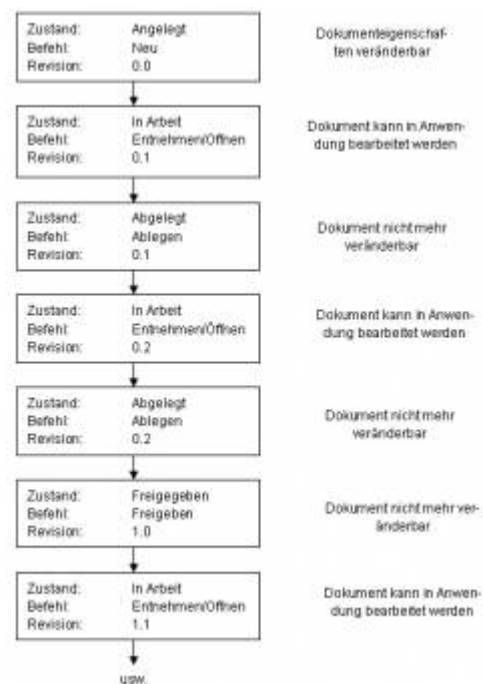 Zustand: Angelegt
Befehl: Neu
Revision: 0.0
Dokumenteigenschaf-
ten veränderbar
Zustand: In Arbeit
Befehl: Entnehmen/Öffnen
Revision: 0.1
Dokument kann in Anwen-
dung bearbeitet werden
Zustand: Abgelegt
Befehl: Ablegen
Revision: 0.1
Dokument nicht mehr
veränderbar
Zustand: In Arbeit
Befehl: Entnehmen/Öffnen
Revision: 0.2
Dokument kann in Anwen-
dung bearbeitet werden
Zustand: Abgelegt
Befehl: Ablegen
Revision: 0.2
Dokument nicht mehr
veränderbar
Zustand: Freigegeben
Befehl: Freigeben
Revision: 1.0
Dokument nicht mehr ver-
änderbar
Zustand: In Arbeit
Befehl: Entnehmen/Öffnen
Revision: 1.1
Dokument kann in Anwen-
dung bearbeitet werden
usw.